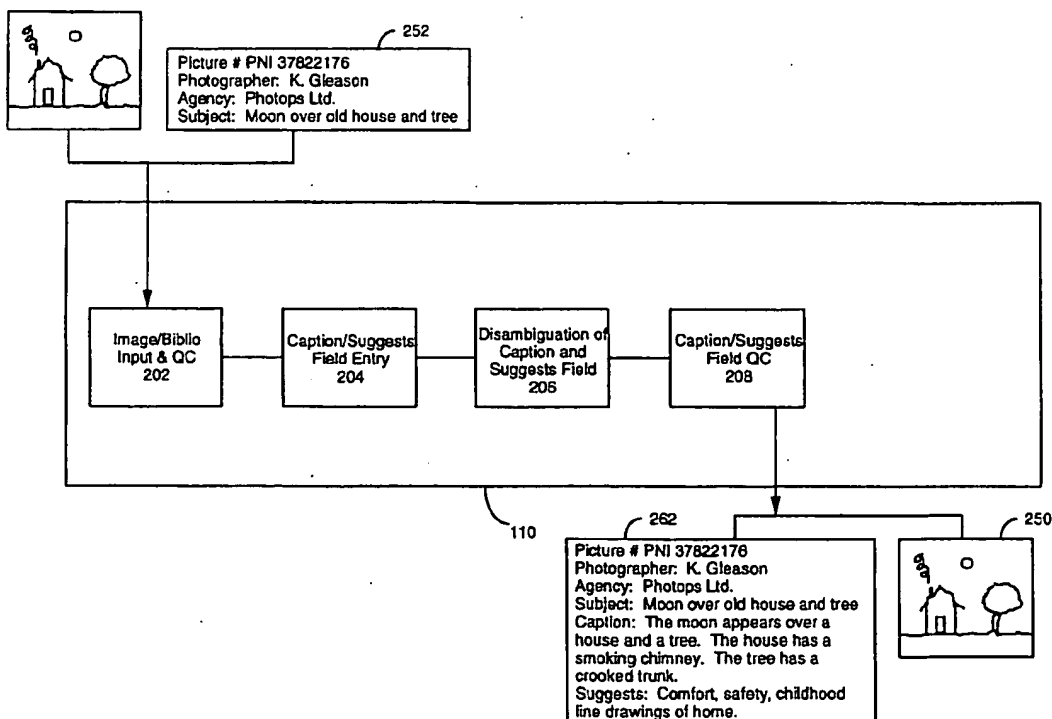 252
Picture # PNI 37822176
Photographer: K. Gleason
Agency: Photops Ltd.
Subject: Moon over old house and tree
Image/Biblio
Input & QC
202
Caption/Suggests
Field Entry
204
Disambiguation of
Caption and
Suggests Field
206
Caption/Suggests
Field QC
208
110
262
250
Picture # PNI 37822176
Photographer: K. Gleason
Agency: Photops Ltd.
Subject: Moon over old house and tree
Caption: The moon appears over a
house and a tree. The house has a
smoking chimney. The tree has a
crooked trunk.
Suggests: Comfort, safety, childhood
line drawings of home.